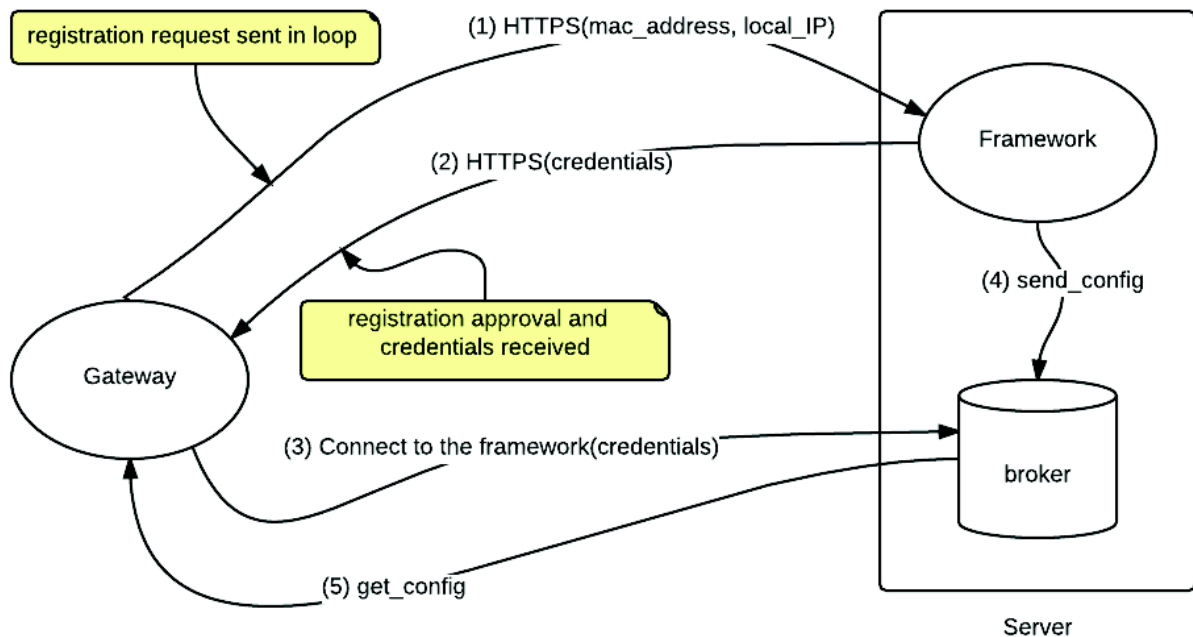 registration request sent in loop
(1) HTTPS(mac_address, local_IP)
Framework
(2) HTTPS(credentials)
(4) send_config
registration approval and
credentials received
Gateway
(3) Connect to the framework(credentials)
broker
(5) get_config
Server